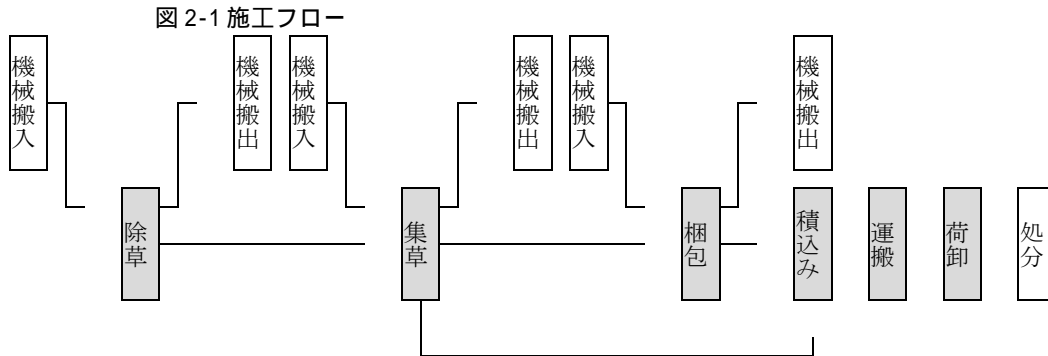 図 2-1 施工フロー
機械搬入
機械搬出
機械搬入
機械搬出
機械搬入
機械搬出
除草
集草
梱包
積込み
運搬
荷卸
処分